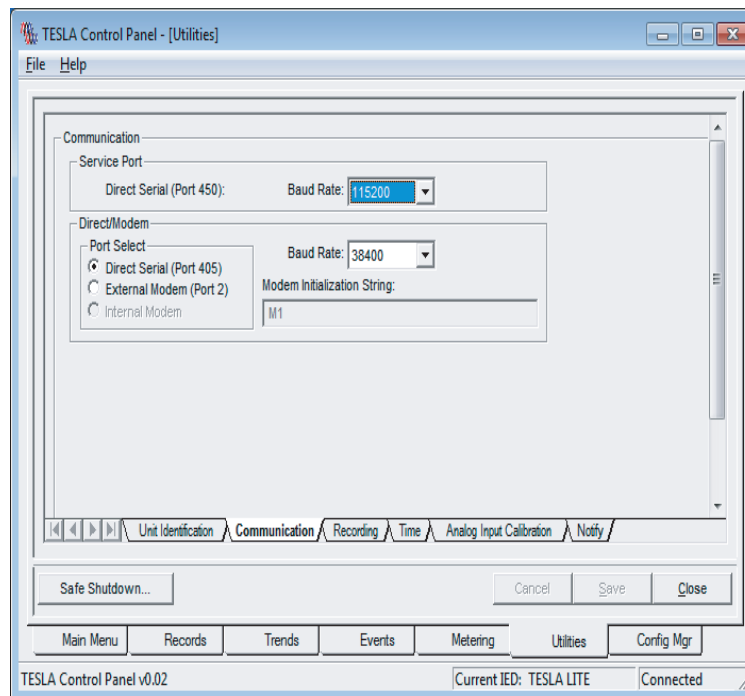 TESLA Control Panel - [Utilities]
File Help
Communication
Service Port
Direct Serial (Port 450): Baud Rate: 115200
Direct/Modem
Port Select
Baud Rate: 38400
Direct Serial (Port 405)
External Modem (Port 2) Modem Initialization String:
Internal Modem M1
Unit Identification Communication Recording Time Analog Input Calibration Notify
Safe Shutdown... Cancel Save Close
Main Menu Records Trends Events Metering Utilities Config Mgr
TESLA Control Panel v0.02 Current IED: TESLA LITE Connected